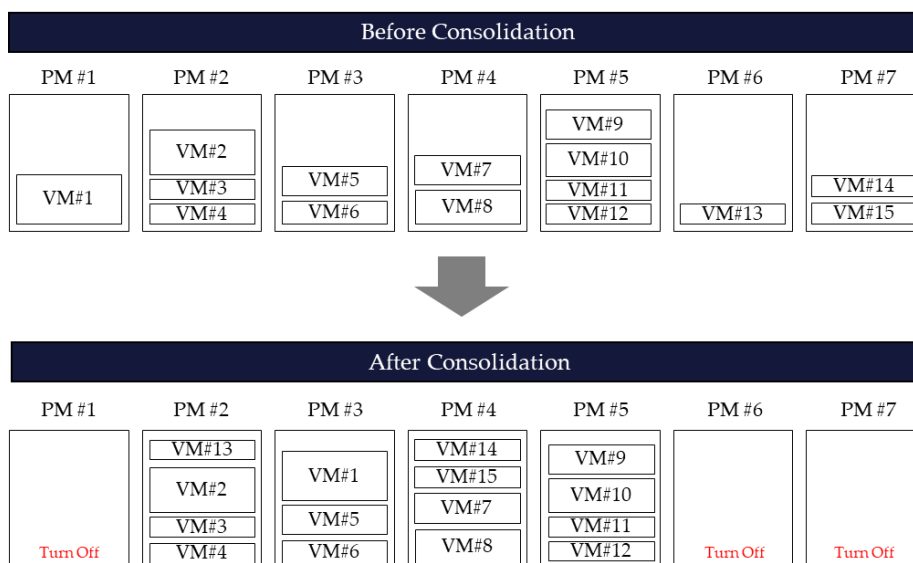 Before Consolidation
PM #1 PM #2 PM #3 PM #4 PM #5 PM #6 PM #7
VM#1
VM#2
VM#3
VM#4
VM#5
VM#6
VM#7
VM#8
VM#9
VM#10
VM#11
VM#12
VM#13
VM#14
VM#15
After Consolidation
PM #1 PM #2 PM #3 PM #4 PM #5 PM #6 PM #7
Turn Off
VM#13
VM#2
VM#3
VM#4
VM#1
VM#5
VM#6
VM#14
VM#15
VM#7
VM#8
VM#9
VM#10
VM#11
VM#12
Turn Off
Turn Off